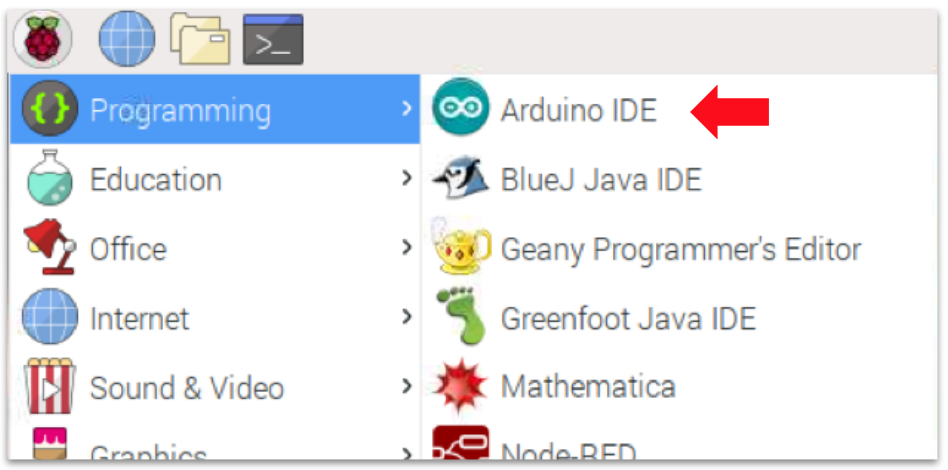 Programming
Education
Office
Internet
Sound & Video
Graphics
Arduino IDE
BlueJ Java IDE
Geany Programmer's Editor
Greenfoot Java IDE
Mathematica
Node-RED